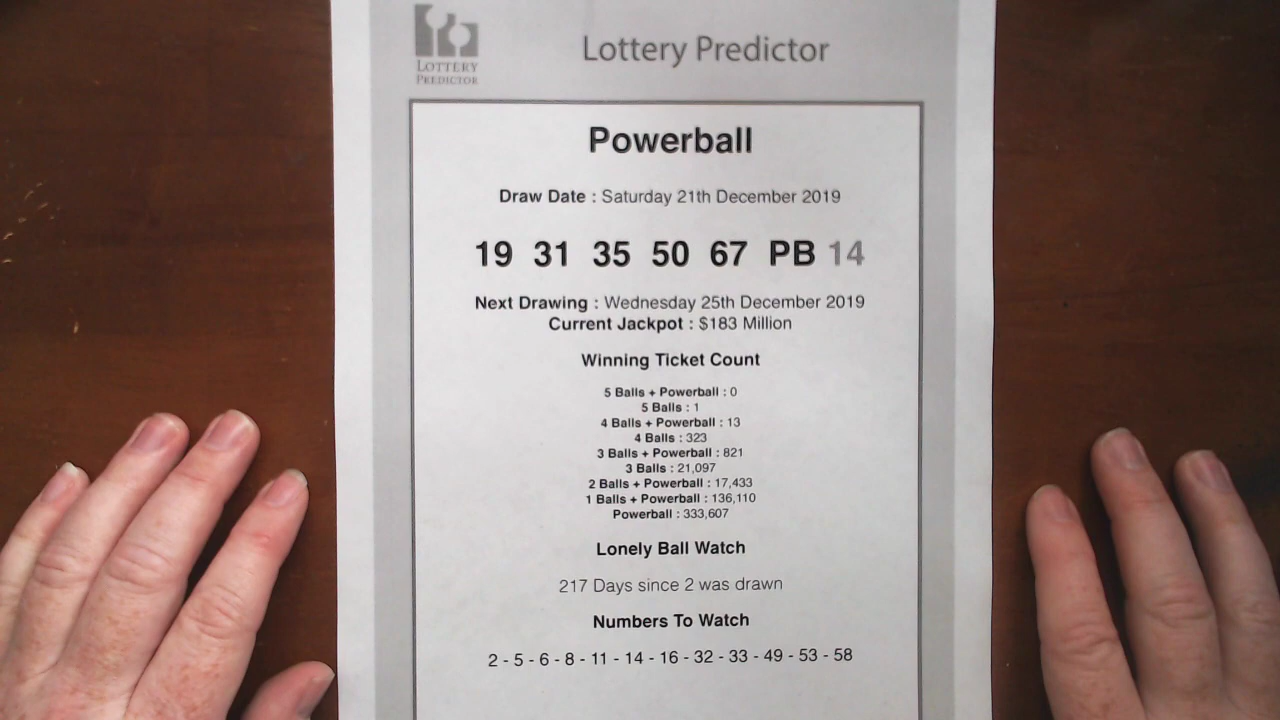 LOTTERY
PREDICTOR
Lottery Predictor
Powerball
Draw Date : Saturday 21th December 2019
19 31 35 50 67 PB 14
Next Drawing : Wednesday 25th December 2019
Current Jackpot : $183 Million
Winning Ticket Count
5 Balls + Powerball : 0
5 Balls : 1
4 Balls + Powerball : 13
4 Balls : 323
3 Balls + Powerball : 821
3 Balls : 21,097
2 Balls + Powerball : 17,433
1 Balls + Powerball : 136,110
Powerball : 333,607
Lonely Ball Watch
217 Days since 2 was drawn
Numbers To Watch
2 - 5 - 6 - 8 - 11 - 14 - 16 - 32 - 33 - 49 - 53 - 58